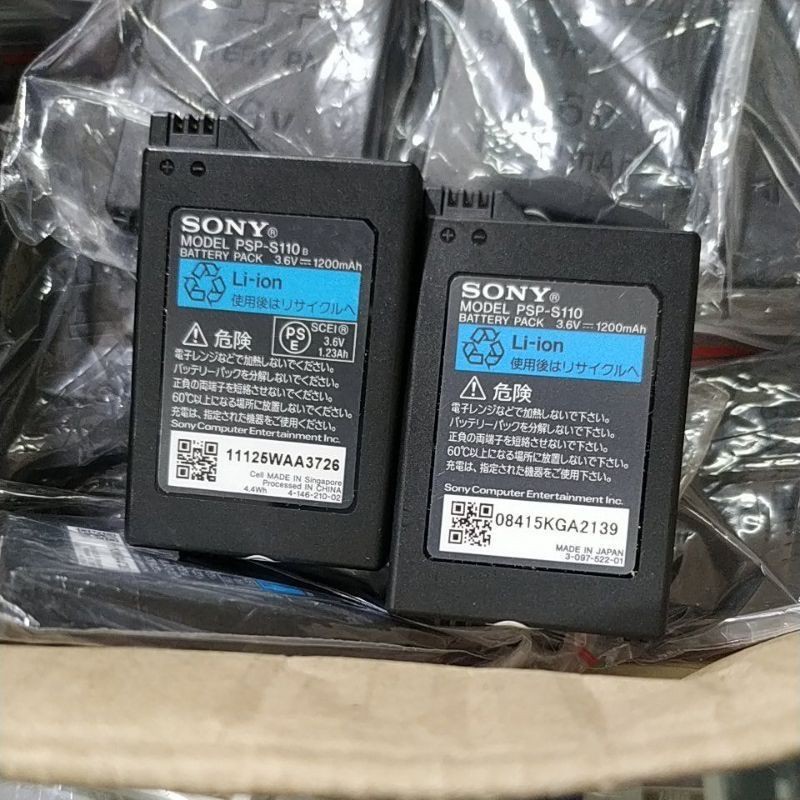 SONY®
MODEL PSP-S110 B
BATTERY PACK 3.6V 1200mAh
Li-ion
使用後はリサイクルへ
危険
PS E
SCEI®
3.6V
1.23Ah
電子レンジなどで加熱しないでください。
バッテリーパックを分解しないでください。
正負の両端子を短絡させないでください。
60℃以上になる場所に放置しないでください。
充電は、指定された機器をご使用ください。
Sony Computer Entertainment Inc.
11125WAA3726
Cell MADE IN Singapore
Processed IN CHINA
4.4Wh 4-146-210-02
SONY®
MODEL PSP-S110
BATTERY PACK 3.6V 1200mAh
Li-ion
使用後はリサイクルへ
危険
電子レンジなどで加熱しないで下さい。
バッテリーパックを分解しないで下さい。
正負の両端子を短絡させないで下さい。
60℃以上になる場所に放置しないで下さい。
充電は、指定された機器をご使用下さい。
Sony Computer Entertainment Inc.
08415KGA2139
MADE IN JAPAN
3-097-522-01